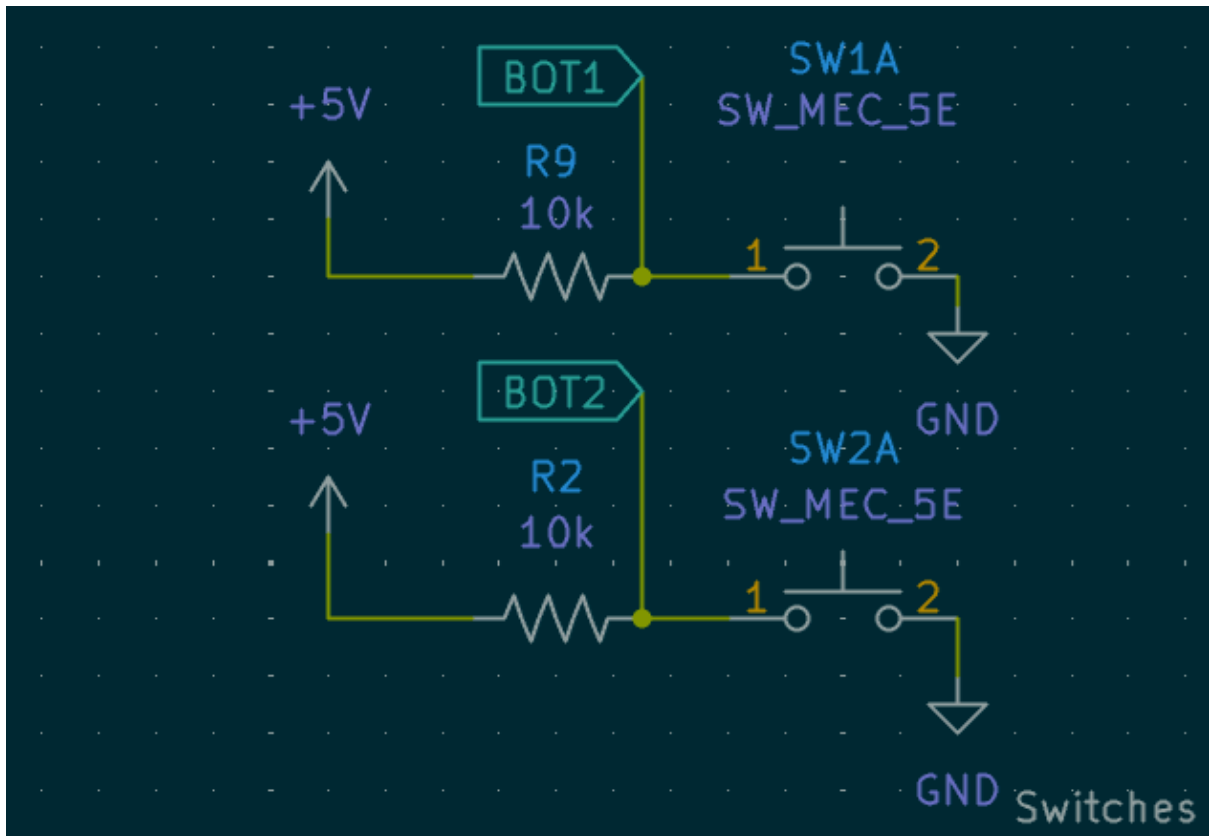 BOT1
SW1A
+5V
SW_MEC_5E
R9
10k
1
2
BOT2
+5V
GND
SW2A
R2
SW_MEC_5E
10k
1
2
GND
Switches